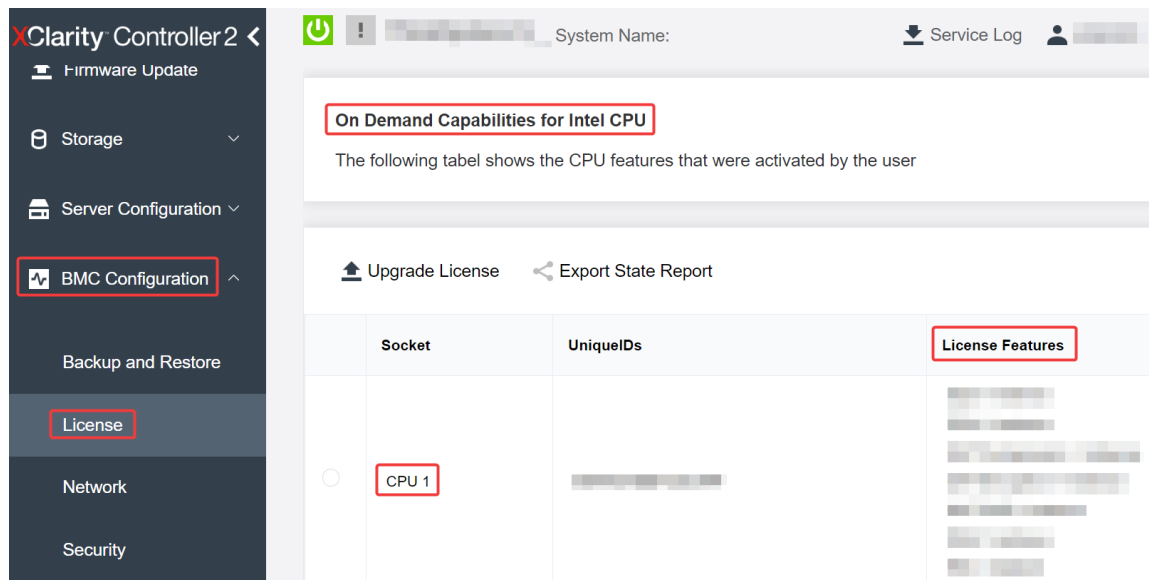 XClarity Controller 2
Firmware Update
Storage
Server Configuration
BMC Configuration
Backup and Restore
License
Network
Security
System Name:
Service Log
On Demand Capabilities for Intel CPU
The following tabel shows the CPU features that were activated by the user
Upgrade License Export State Report
Socket UniqueIDs License Features
CPU 1